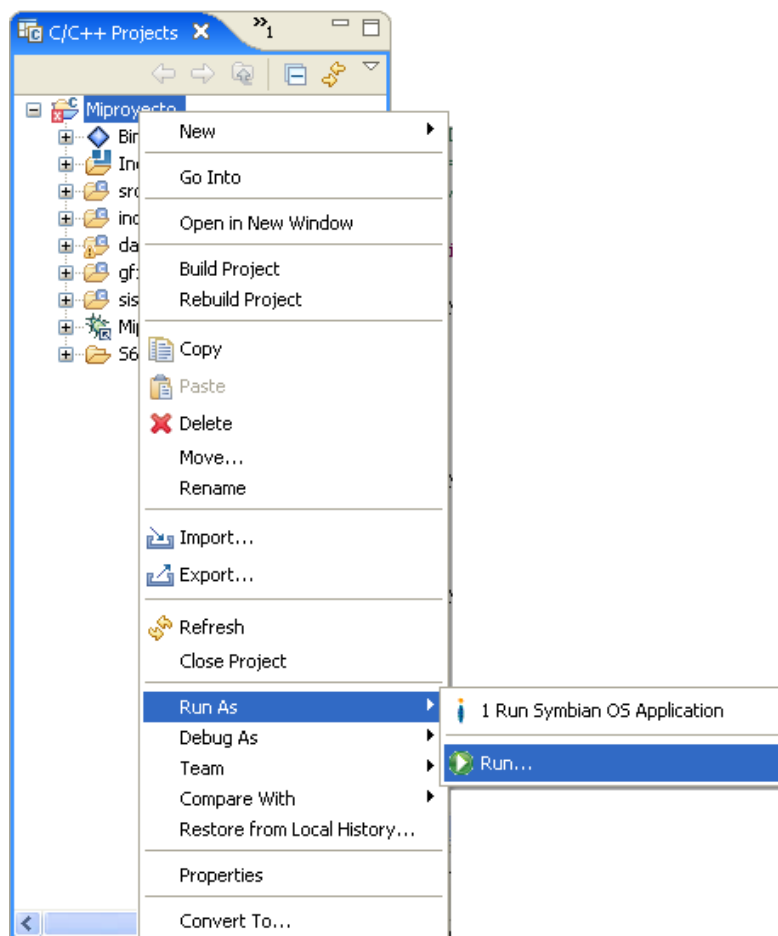 C/C++ Projects
»1
Miproyecto
New
Go Into
Open in New Window
Build Project
Rebuild Project
Copy
Paste
Delete
Move...
Rename
Import...
Export...
Refresh
Close Project
Run As
1 Run Symbian OS Application
Debug As
Run...
Team
Compare With
Restore from Local History...
Properties
Convert To...